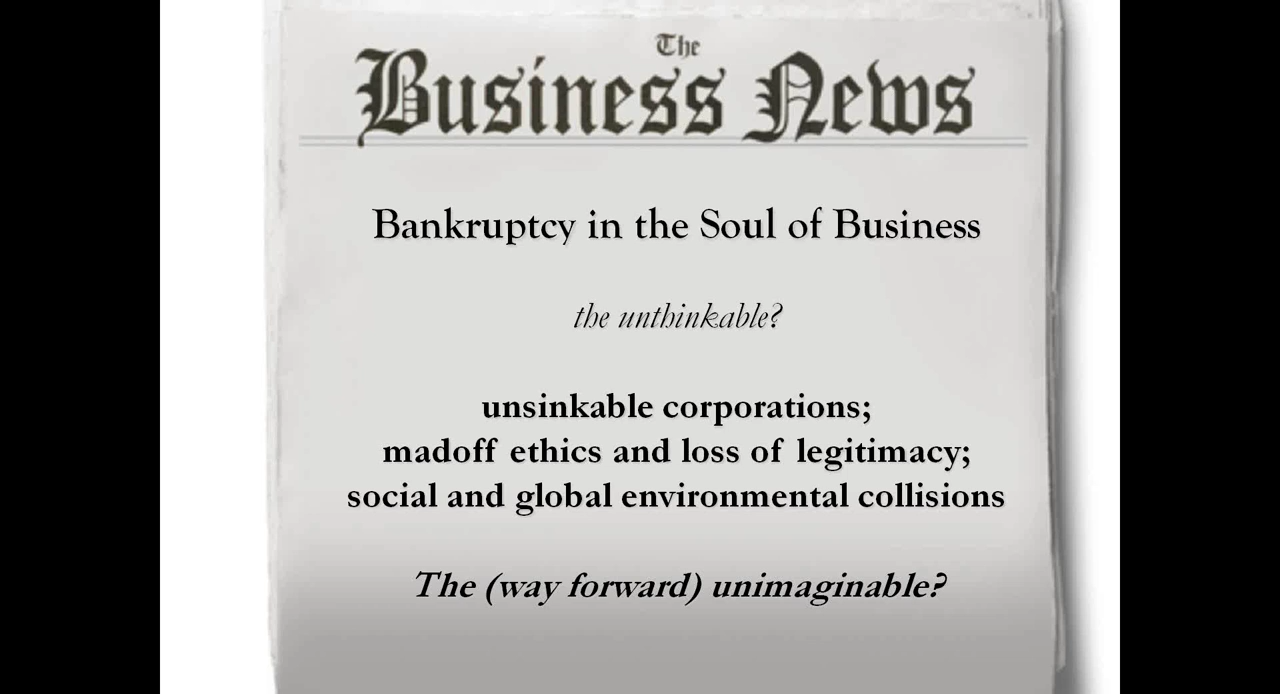 The
Business News
Bankruptcy in the Soul of Business
the unthinkable?
unsinkable corporations;
madoff ethics and loss of legitimacy;
social and global environmental collisions
The (way forward) unimaginable?